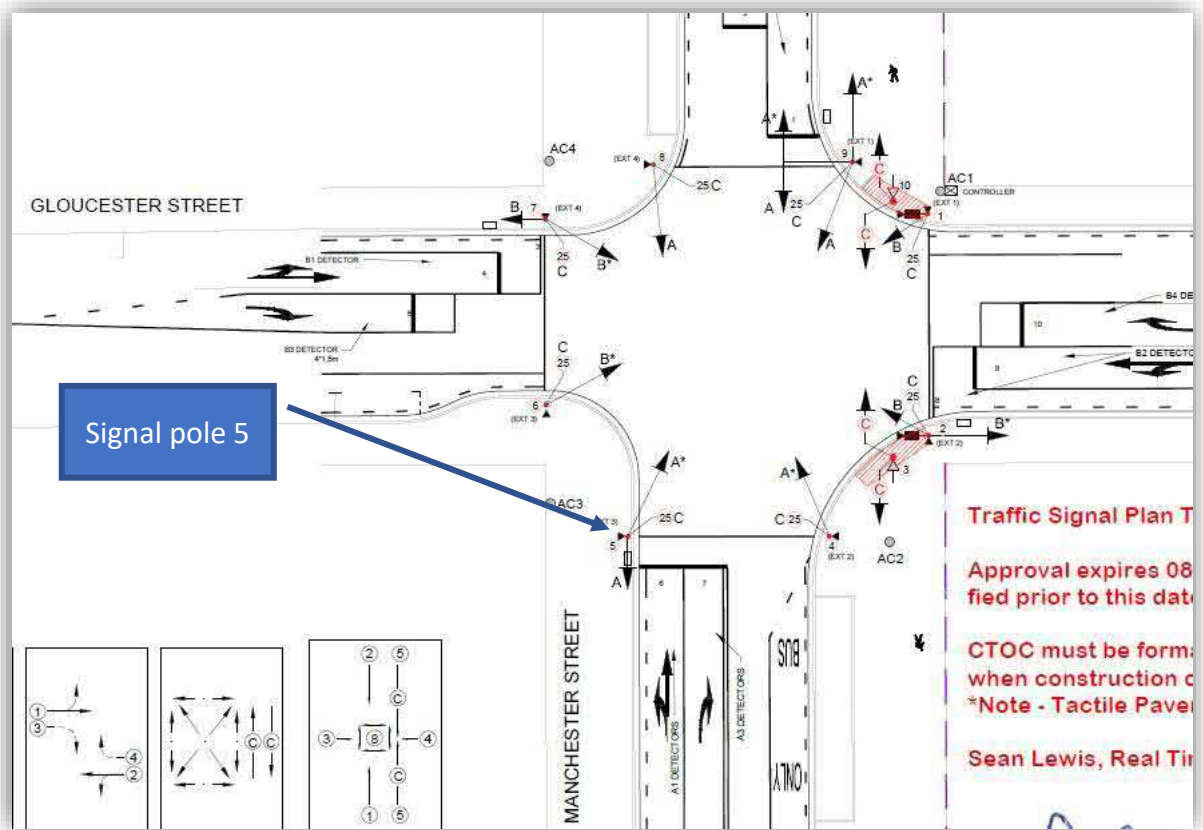 A*
A*
(EXT 1)
9
AC4
(EXT 4)
8
C
10
AC1
CONTROLLER
(EXT 1)
1
25 C
GLOUCESTER STREET
B
7
(EXT 4)
A
25
C
C
B
A
A
25
C
25
C
B*
B1 DETECTOR
4
B4 DE
10
B3 DETECTOR
4*1,5m
B2 DETECTO
9
C
25
B*
C
25
B
C
Signal pole 5
6
(EXT 3)
2
(EXT 2)
B*
3
C
A*
A*
AC3
25 C
C 25
5
4
(EXT 2)
AC2
A
6
7
Traffic Signal Plan T
Approval expires 08
fied prior to this date
CTOC must be forma
when construction c
*Note - Tactile Paver
Sean Lewis, Real Tir
MANCHESTER STREET
A1 DETECTORS
A3 DETECTORS
BUS
ONLY
1
3
4
2
C
C
2
5
C
3
8
4
C
1
5